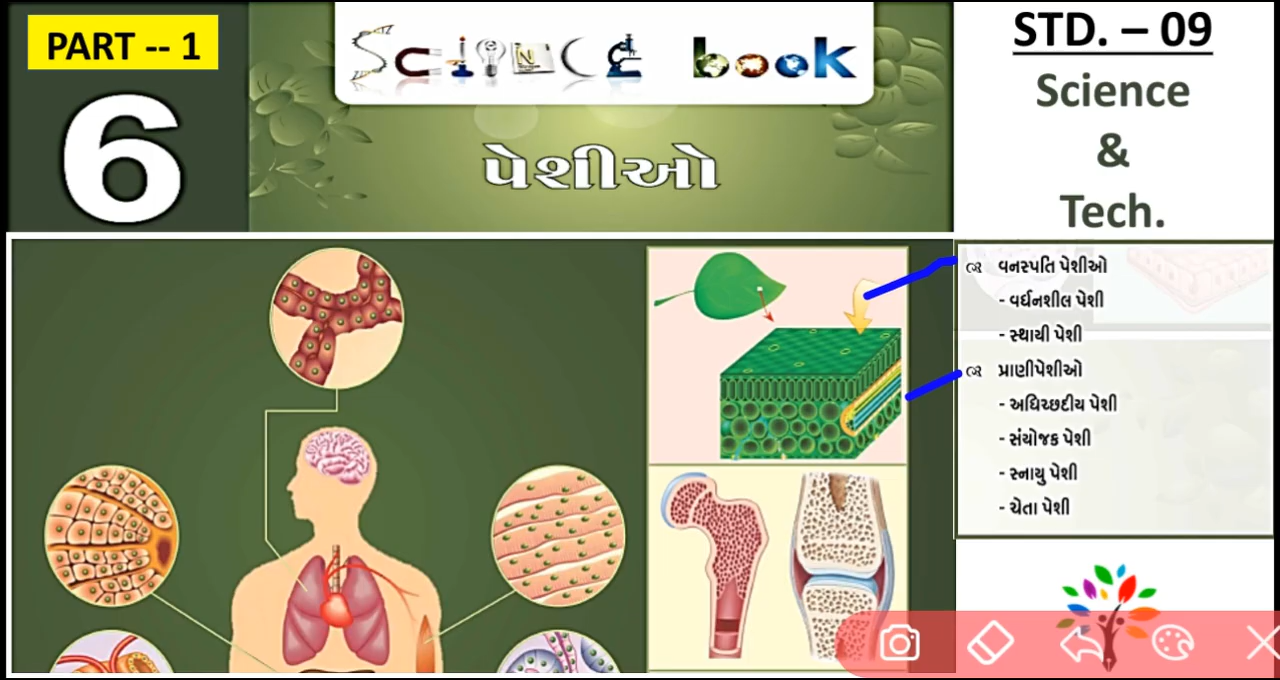 PART -- 1
6
Science book
પેશીઓ
STD. – 09
Science
&
Tech.
વનસ્પતિ પેશીઓ
- વર્ધનશીલ પેશી
- સ્થાયી પેશી
પ્રાણીપેશીઓ
- અધિચ્છદીય પેશી
- સંયોજક પેશી
- સ્નાયુ પેશી
- ચેતા પેશી